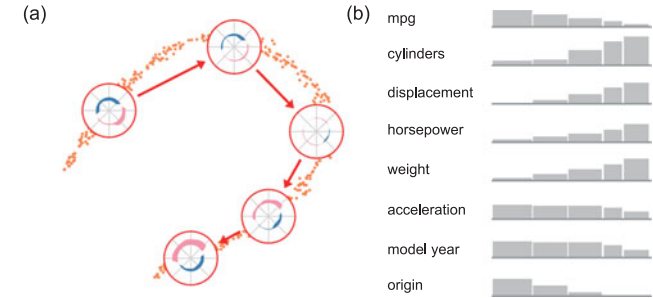 (a)
(b)
mpg
cylinders
displacement
horsepower
weight
acceleration
model year
origin